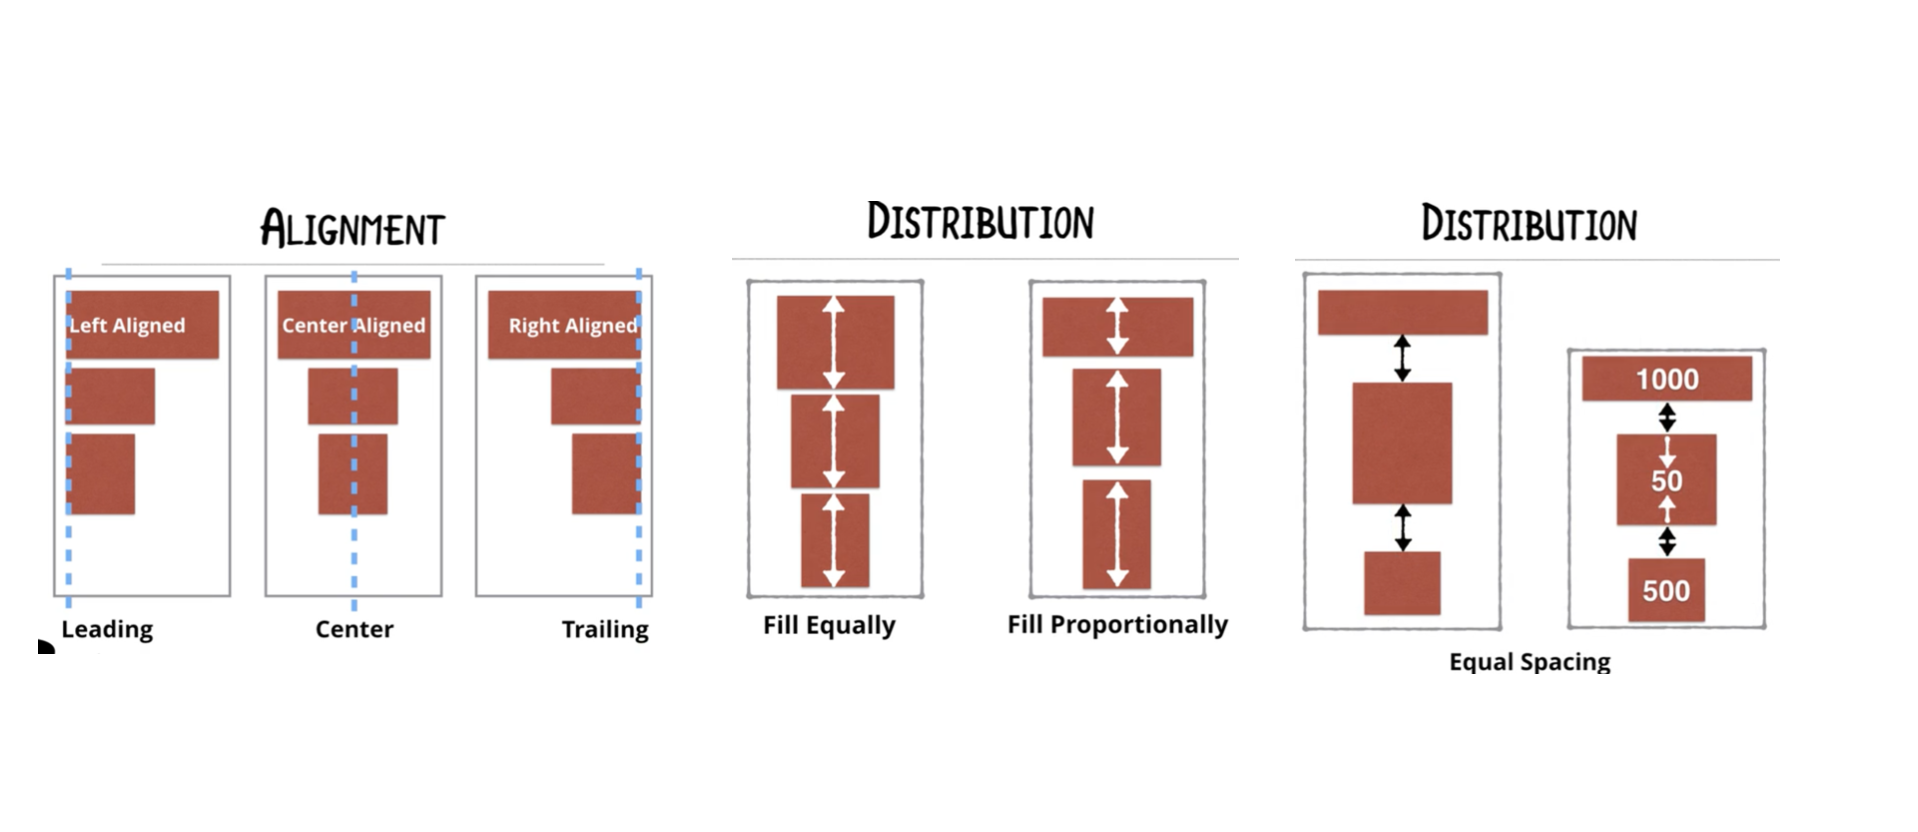 ALIGNMENT
Left Aligned
Center Aligned
Right Aligned
Leading
Center
Trailing
DISTRIBUTION
Fill Equally
Fill Proportionally
DISTRIBUTION
1000
50
500
Equal Spacing